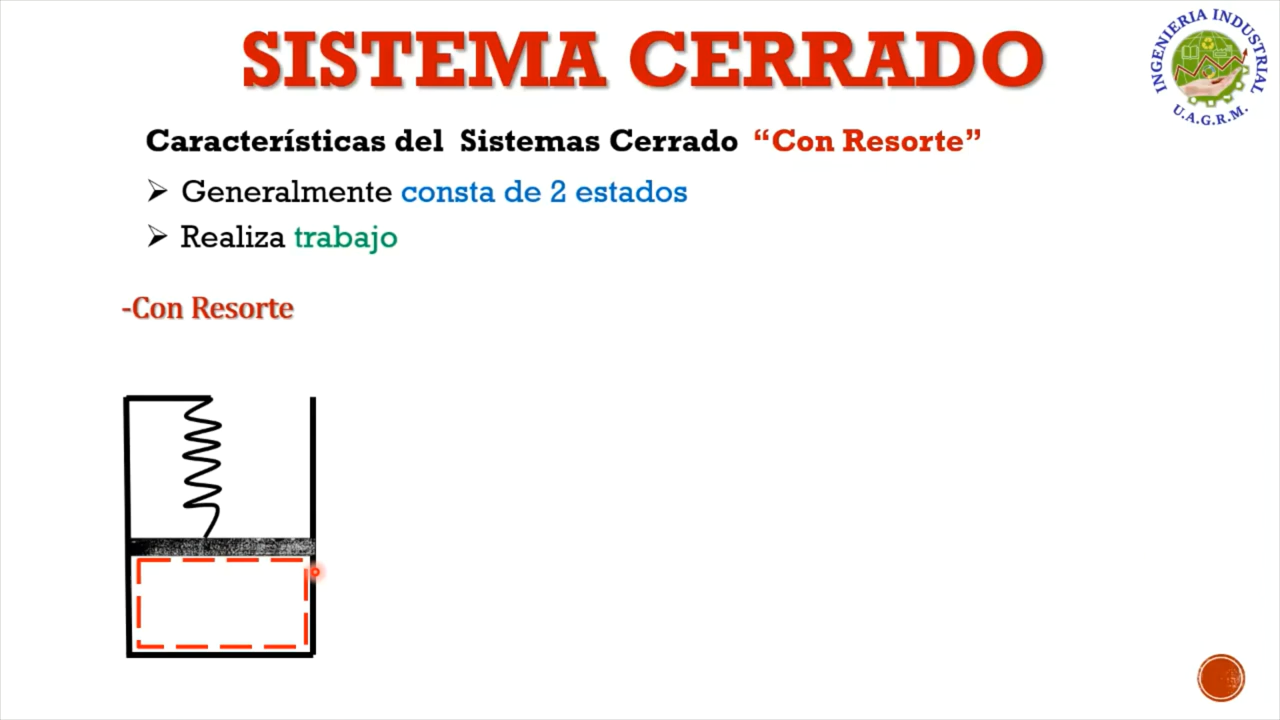 SISTEMA CERRADO
INGENIERIA INDUSTRIAL
U.A.G.R.M.
Características del Sistemas Cerrado “Con Resorte”
Generalmente consta de 2 estados
Realiza trabajo
-Con Resorte